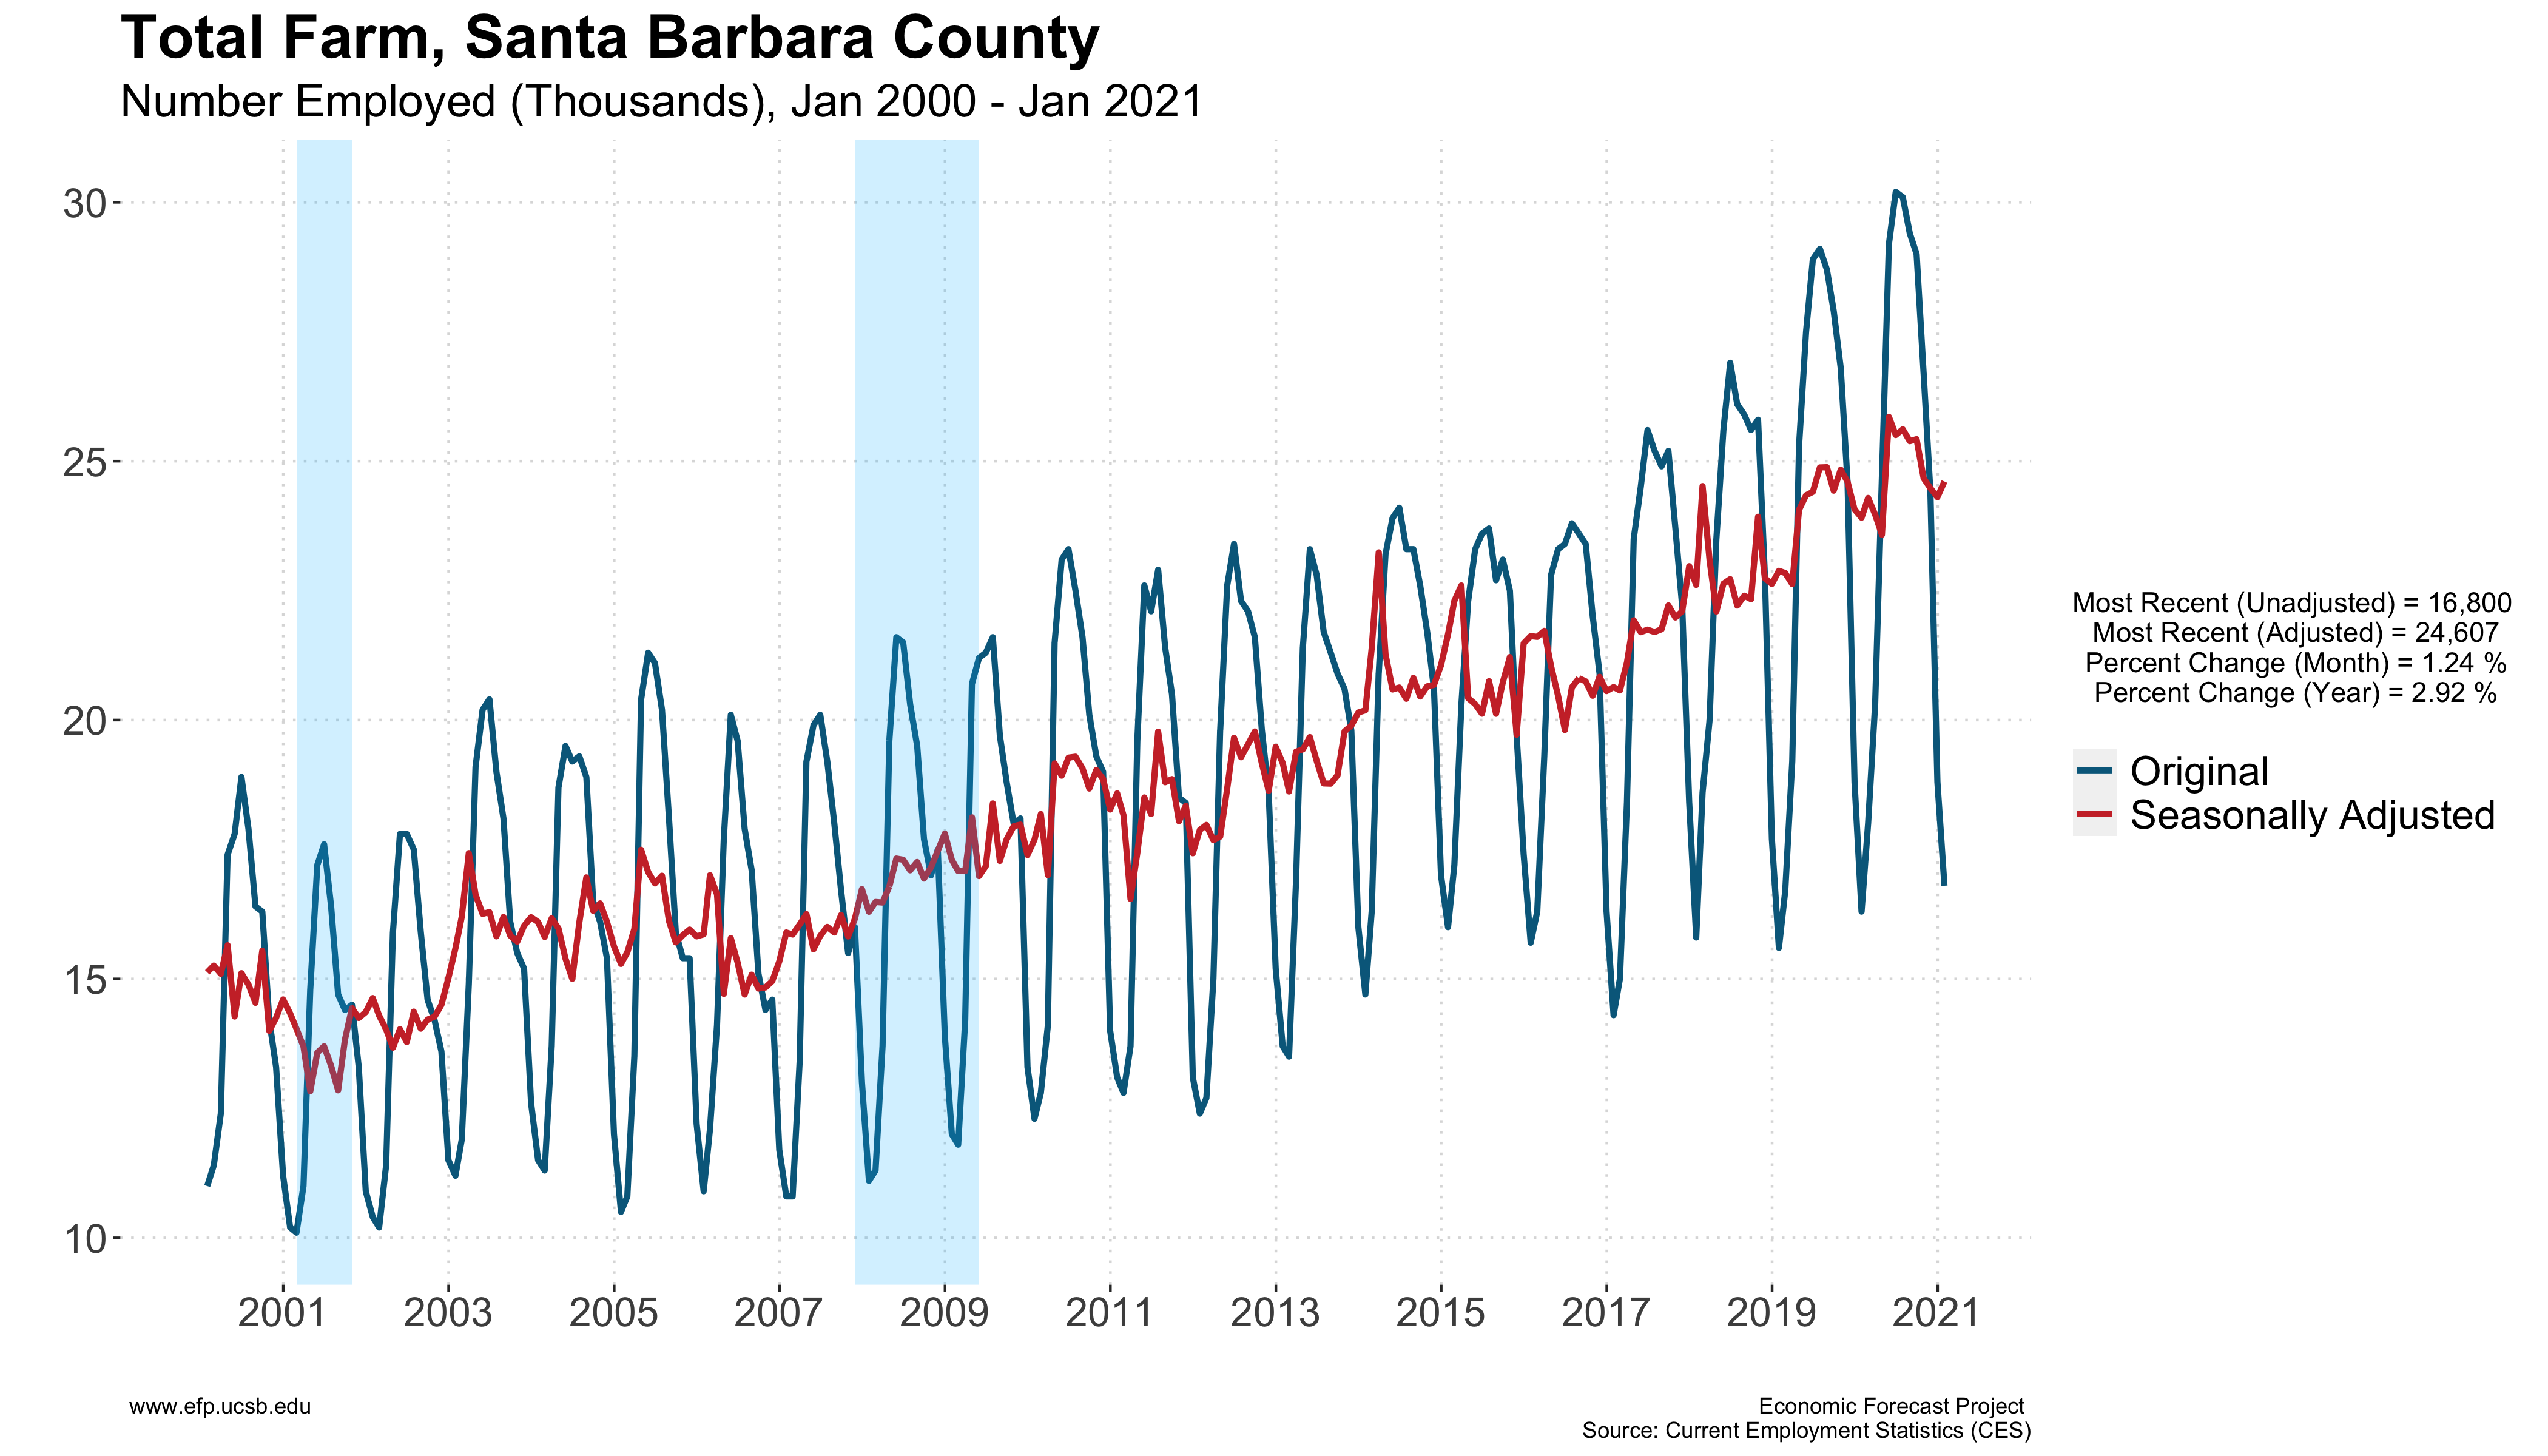 Total Farm, Santa Barbara County
Number Employed (Thousands), Jan 2000 - Jan 2021
30
25
20
15
10
2001 2003 2005 2007 2009 2011 2013 2015 2017 2019 2021
Most Recent (Unadjusted) = 16,800
Most Recent (Adjusted) = 24,607
Percent Change (Month) = 1.24 %
Percent Change (Year) = 2.92 %
Original
Seasonally Adjusted
www.efp.ucsb.edu
Economic Forecast Project
Source: Current Employment Statistics (CES)